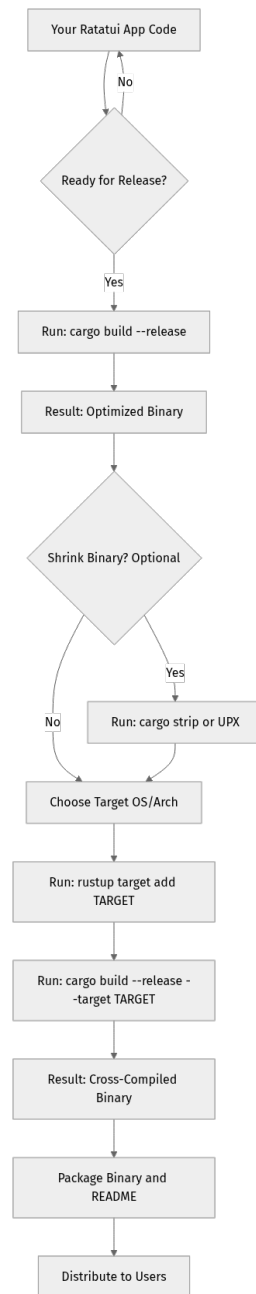 Your Ratatui App Code
No
Ready for Release?
Yes
Run: cargo build --release
Result: Optimized Binary
Shrink Binary? Optional
Yes
No
Run: cargo strip or UPX
Choose Target OS/Arch
Run: rustup target add
TARGET
Run: cargo build --release -
-target TARGET
Result: Cross-Compiled
Binary
Package Binary and
README
Distribute to Users